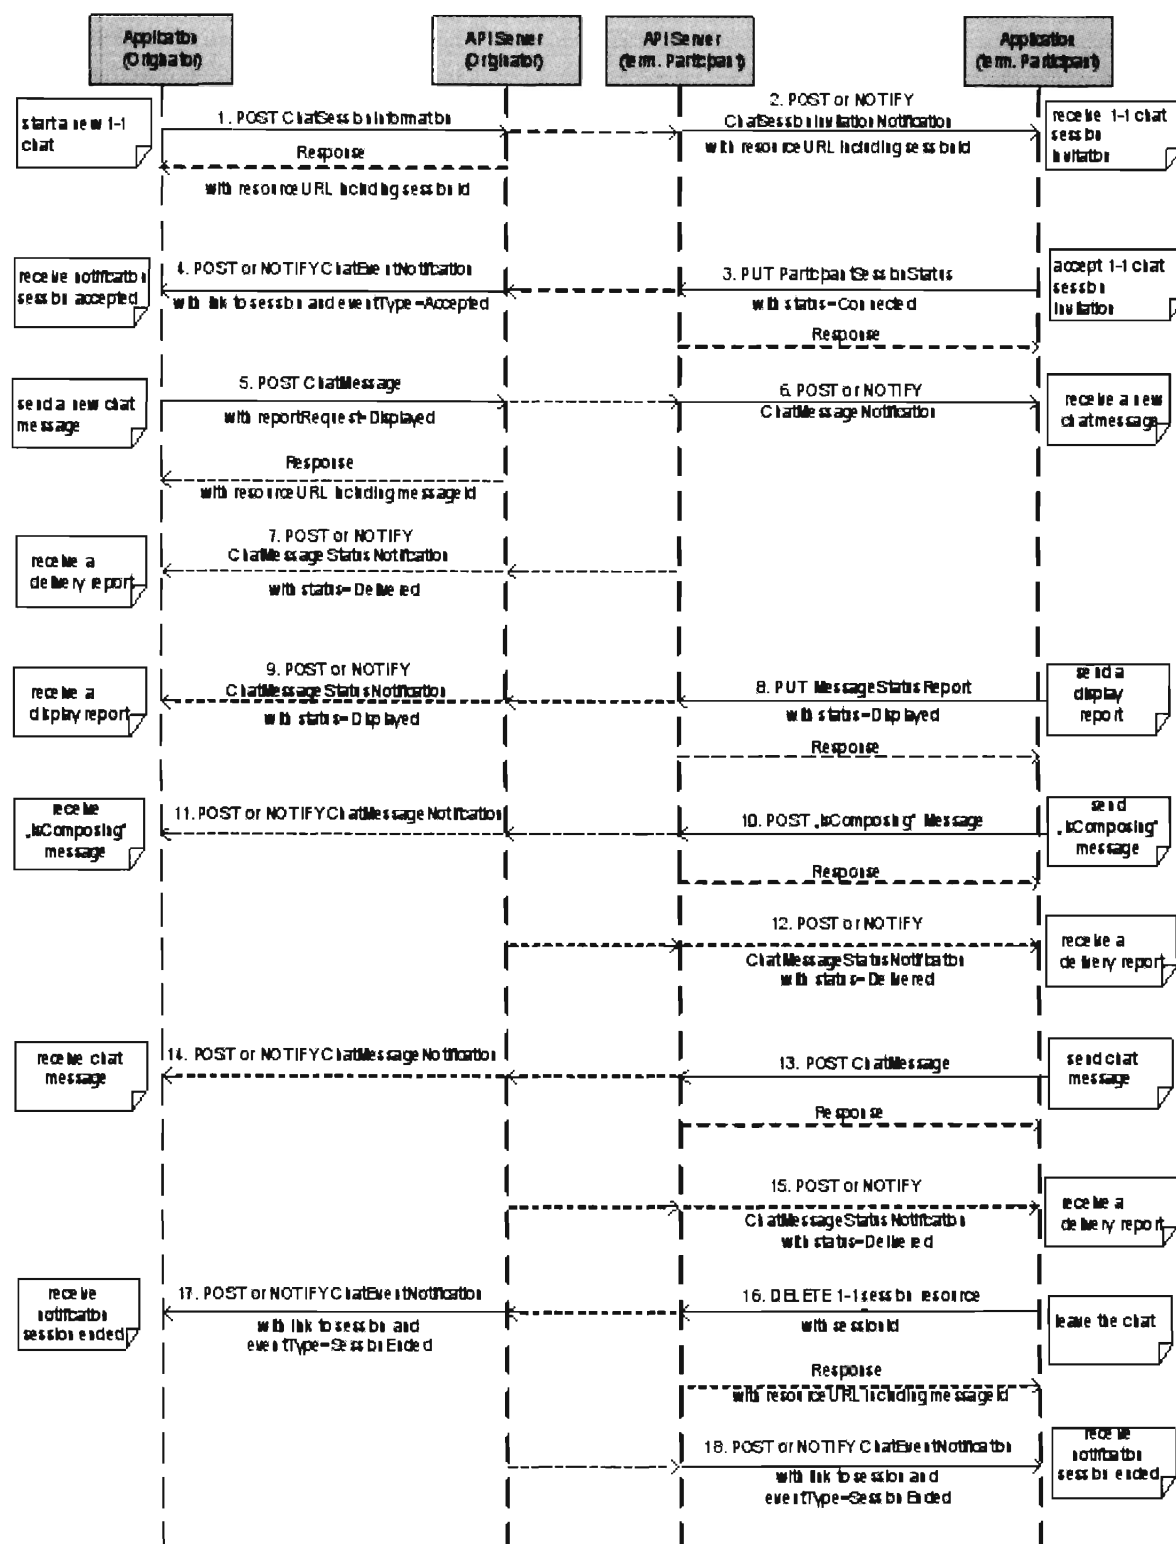 Application
(Originator)
API Server
(Originator)
API Server
(term. Participant)
Application
(term. Participant)
start a new 1-1
chat
1. POST ChatSessionInformation
Response
with resource URL including sessionId
2. POST or NOTIFY
ChatSessionInvitationNotification
with resource URL including sessionId
receive 1-1 chat
session
invitation
receive notification
session accepted
4. POST or NOTIFY ChatEventNotification
with link to session and eventType=Accepted
3. PUT ParticipantSessionStatus
with status=Connected
Response
accept 1-1 chat
session
invitation
send a new chat
message
5. POST ChatMessage
with reportRequest=Displayed
Response
with resource URL including messageId
6. POST or NOTIFY
ChatMessageNotification
receive a new
chatmessage
receive a
delivery report
7. POST or NOTIFY
ChatMessageStatusNotification
with status=Delivered
receive a
display report
9. POST or NOTIFY
ChatMessageStatusNotification
with status=Displayed
8. PUT MessageStatusReport
with status=Displayed
Response
send a
display
report
receive
„isComposing“
message
11. POST or NOTIFY ChatMessageNotification
10. POST „isComposing“ Message
Response
send
„isComposing“
message
12. POST or NOTIFY
ChatMessageStatusNotification
with status=Delivered
receive a
delivery report
receive chat
message
14. POST or NOTIFY ChatMessageNotification
13. POST ChatMessage
Response
send chat
message
15. POST or NOTIFY
ChatMessageStatusNotification
with status=Delivered
receive a
delivery report
receive
notification
session ended
17. POST or NOTIFY ChatEventNotification
with link to session and
eventType=SessionEnded
16. DELETE 1-1 session resource
with sessionId
Response
with resource URL including messageId
leave the chat
18. POST or NOTIFY ChatEventNotification
with link to session and
eventType=SessionEnded
receive
notification
session ended